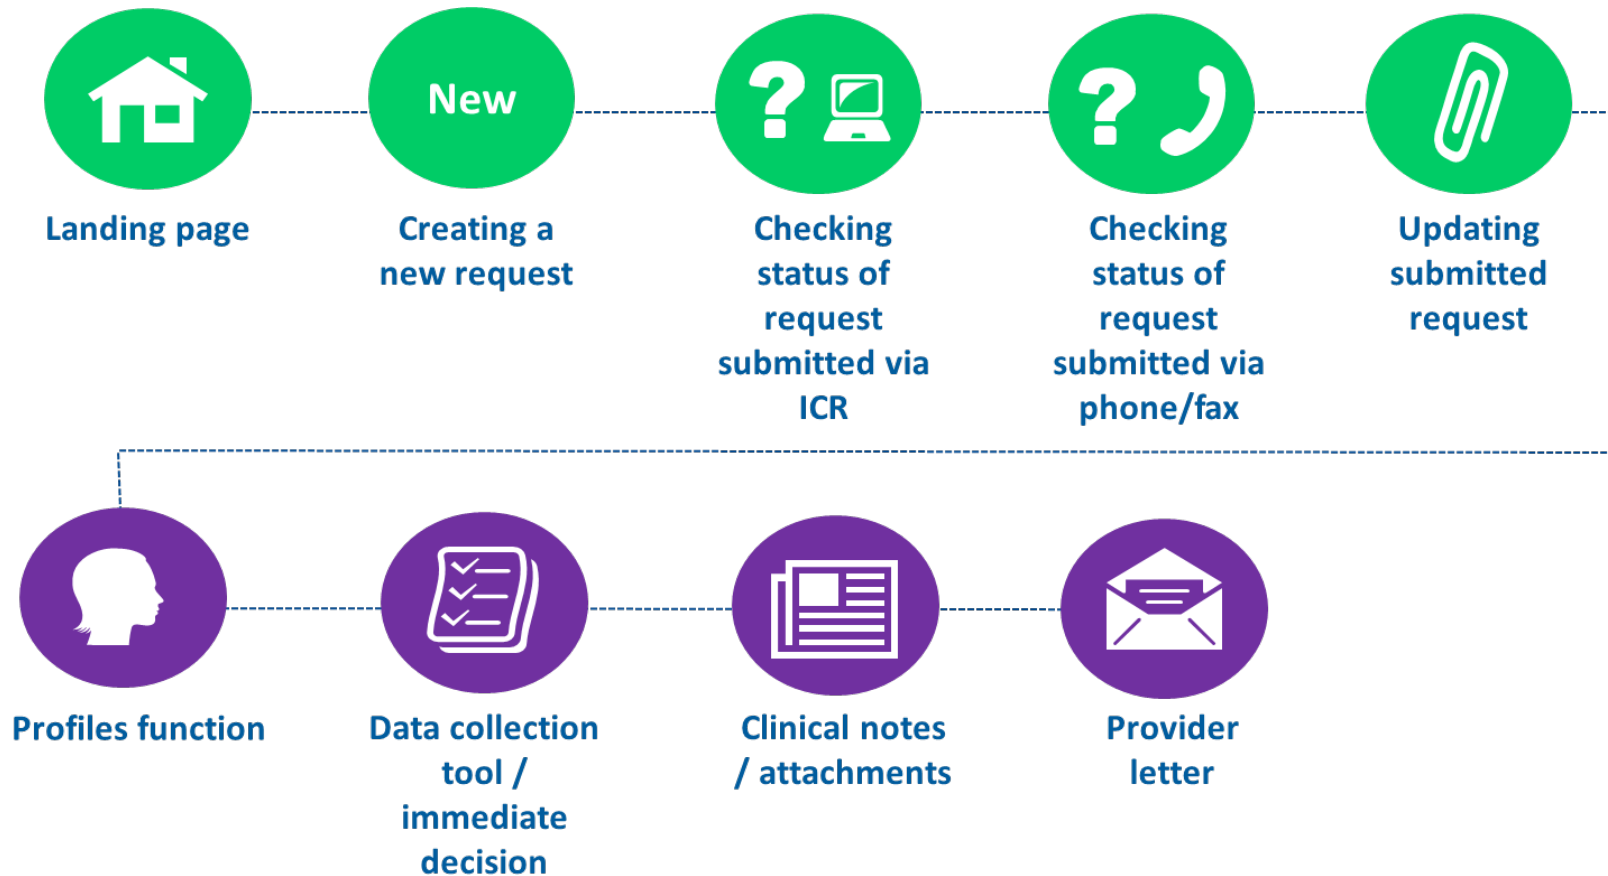 New
Landing page
Creating a
new request
Checking
status of
request
submitted via
ICR
Checking
status of
request
submitted via
phone/fax
Updating
submitted
request
Profiles function
Data collection
tool /
immediate
decision
Clinical notes
/ attachments
Provider
letter